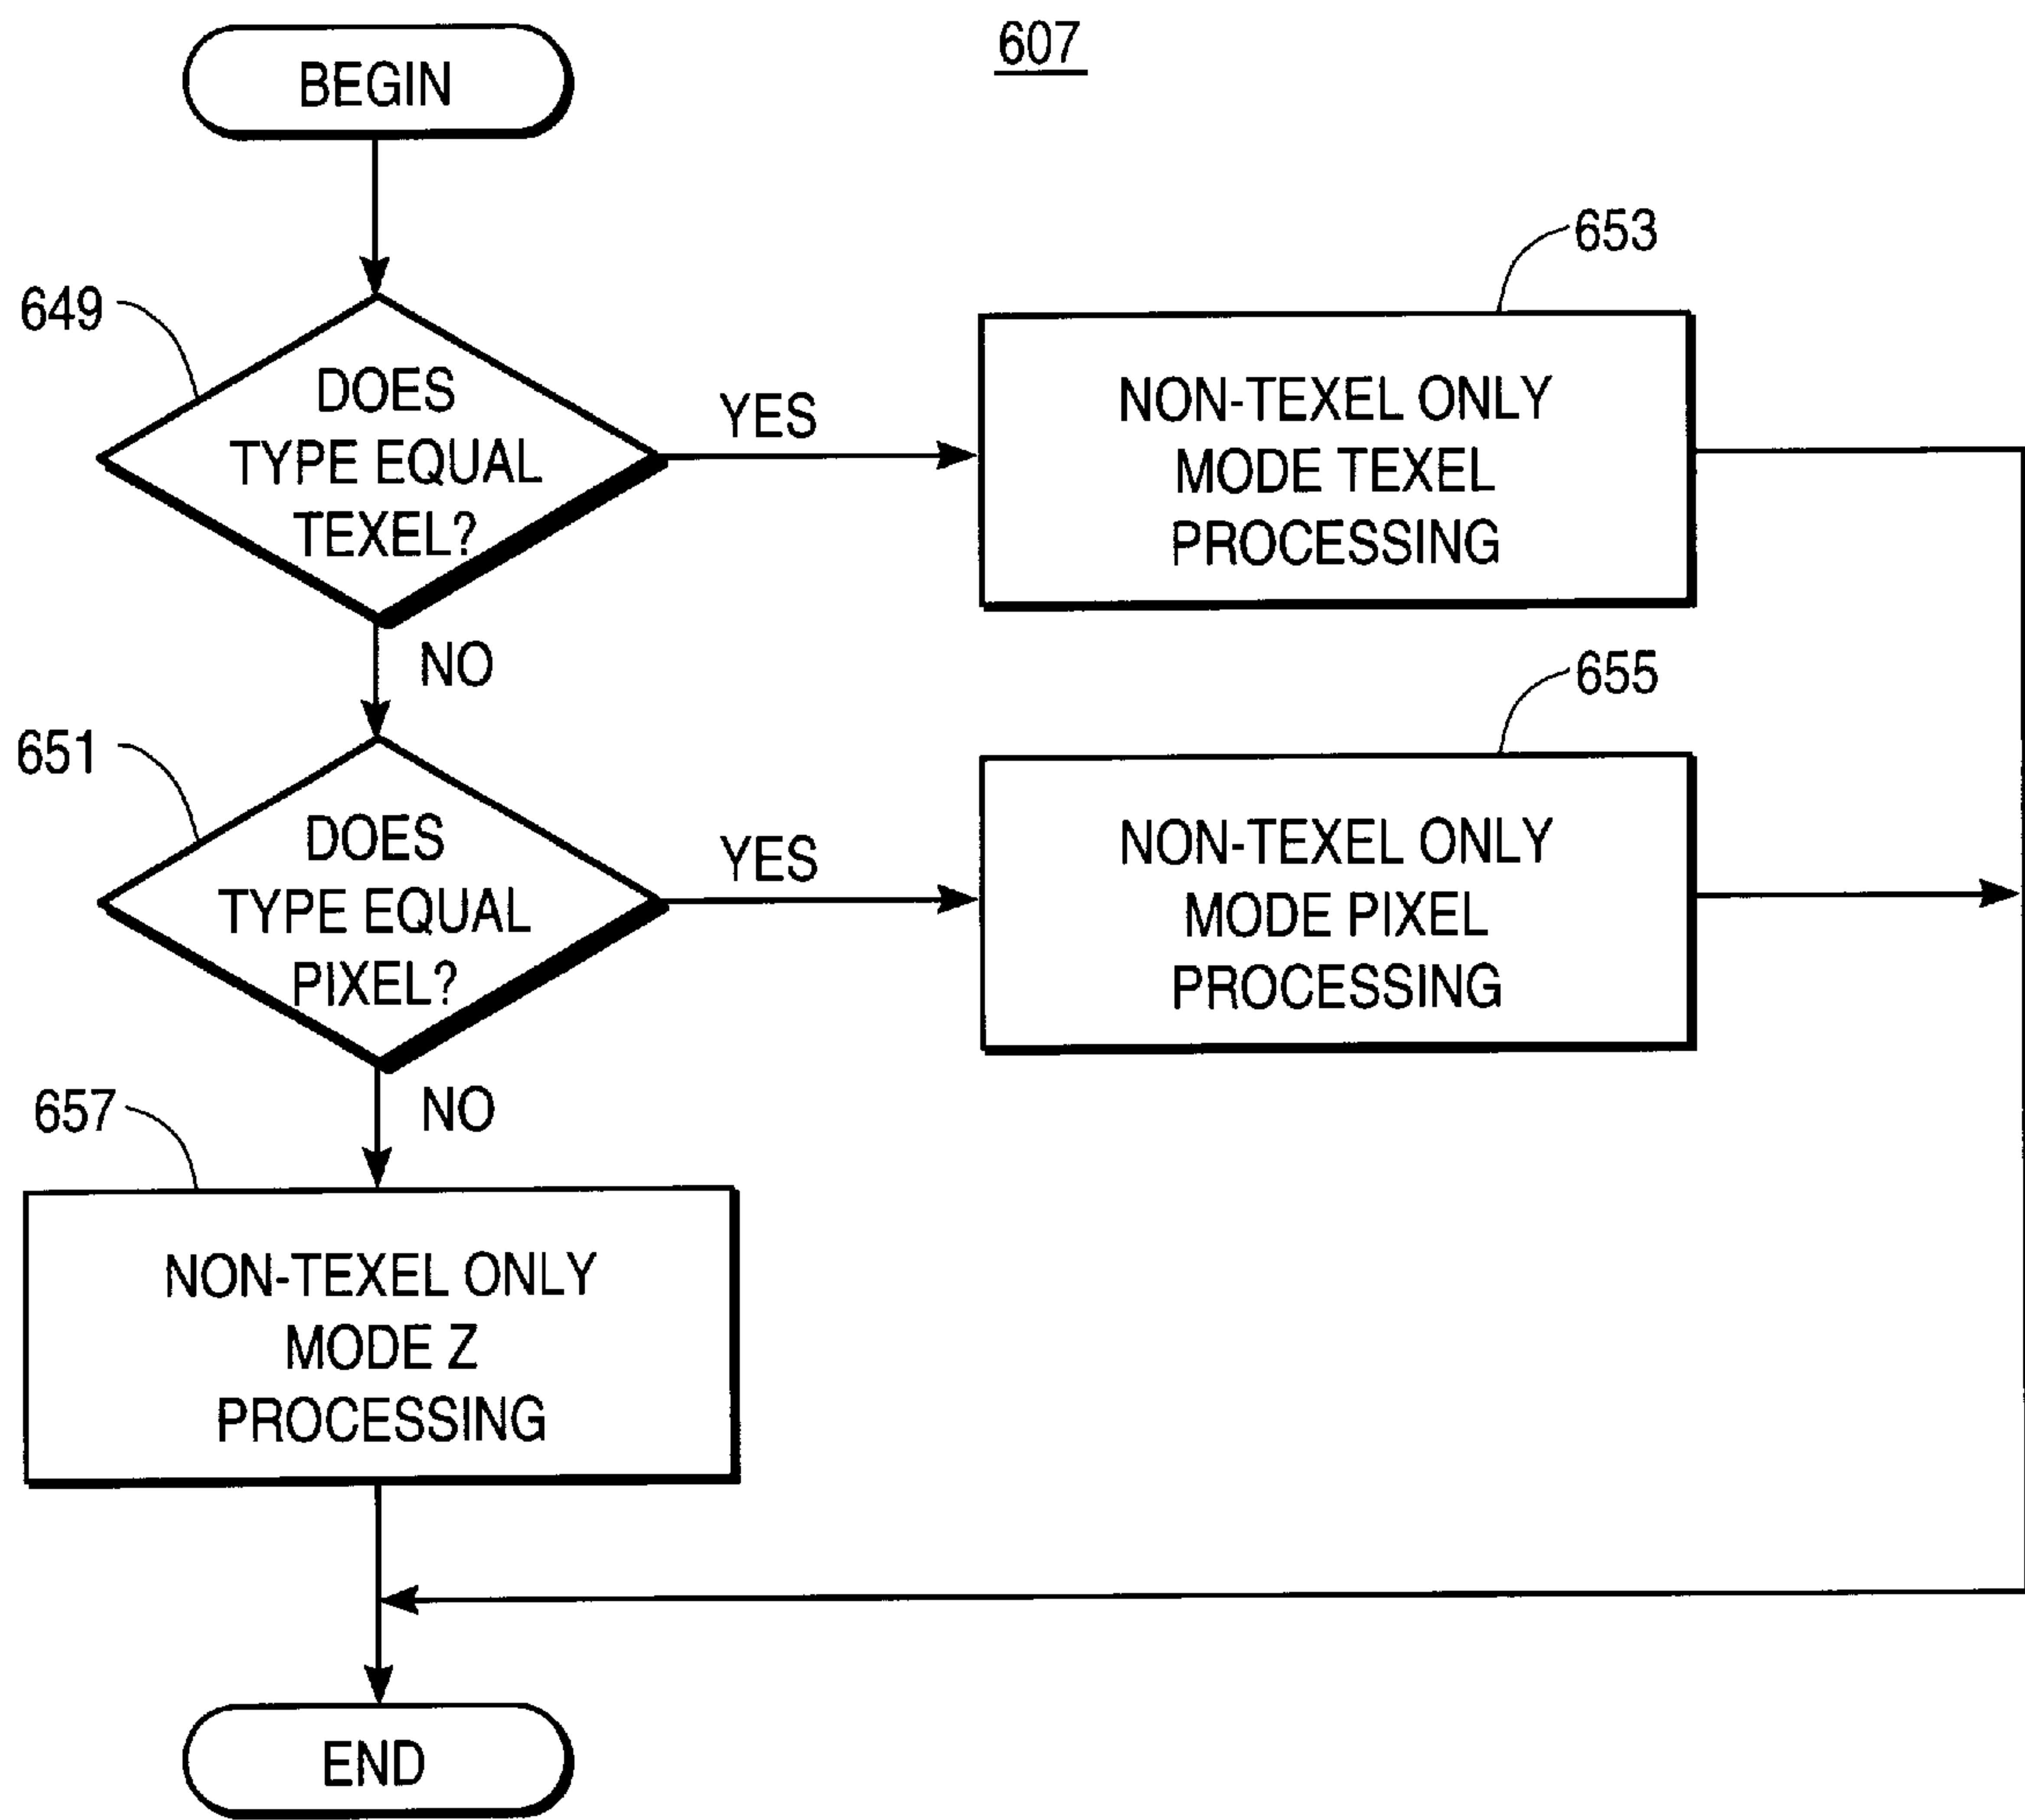 607
BEGIN
649
DOES
TYPE EQUAL
TEXEL?
YES
653
NON-TEXEL ONLY
MODE TEXEL
PROCESSING
NO
651
DOES
TYPE EQUAL
PIXEL?
YES
655
NON-TEXEL ONLY
MODE PIXEL
PROCESSING
NO
657
NON-TEXEL ONLY
MODE Z
PROCESSING
END